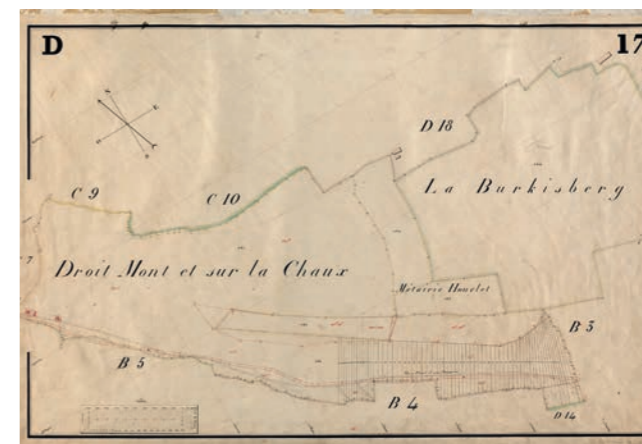 D
17
D 18
C 9
C 10
La Burkisberg
Droit Mont et sur la Chaux
Métairie Houelet
B 3
B 5
B 4
D 14